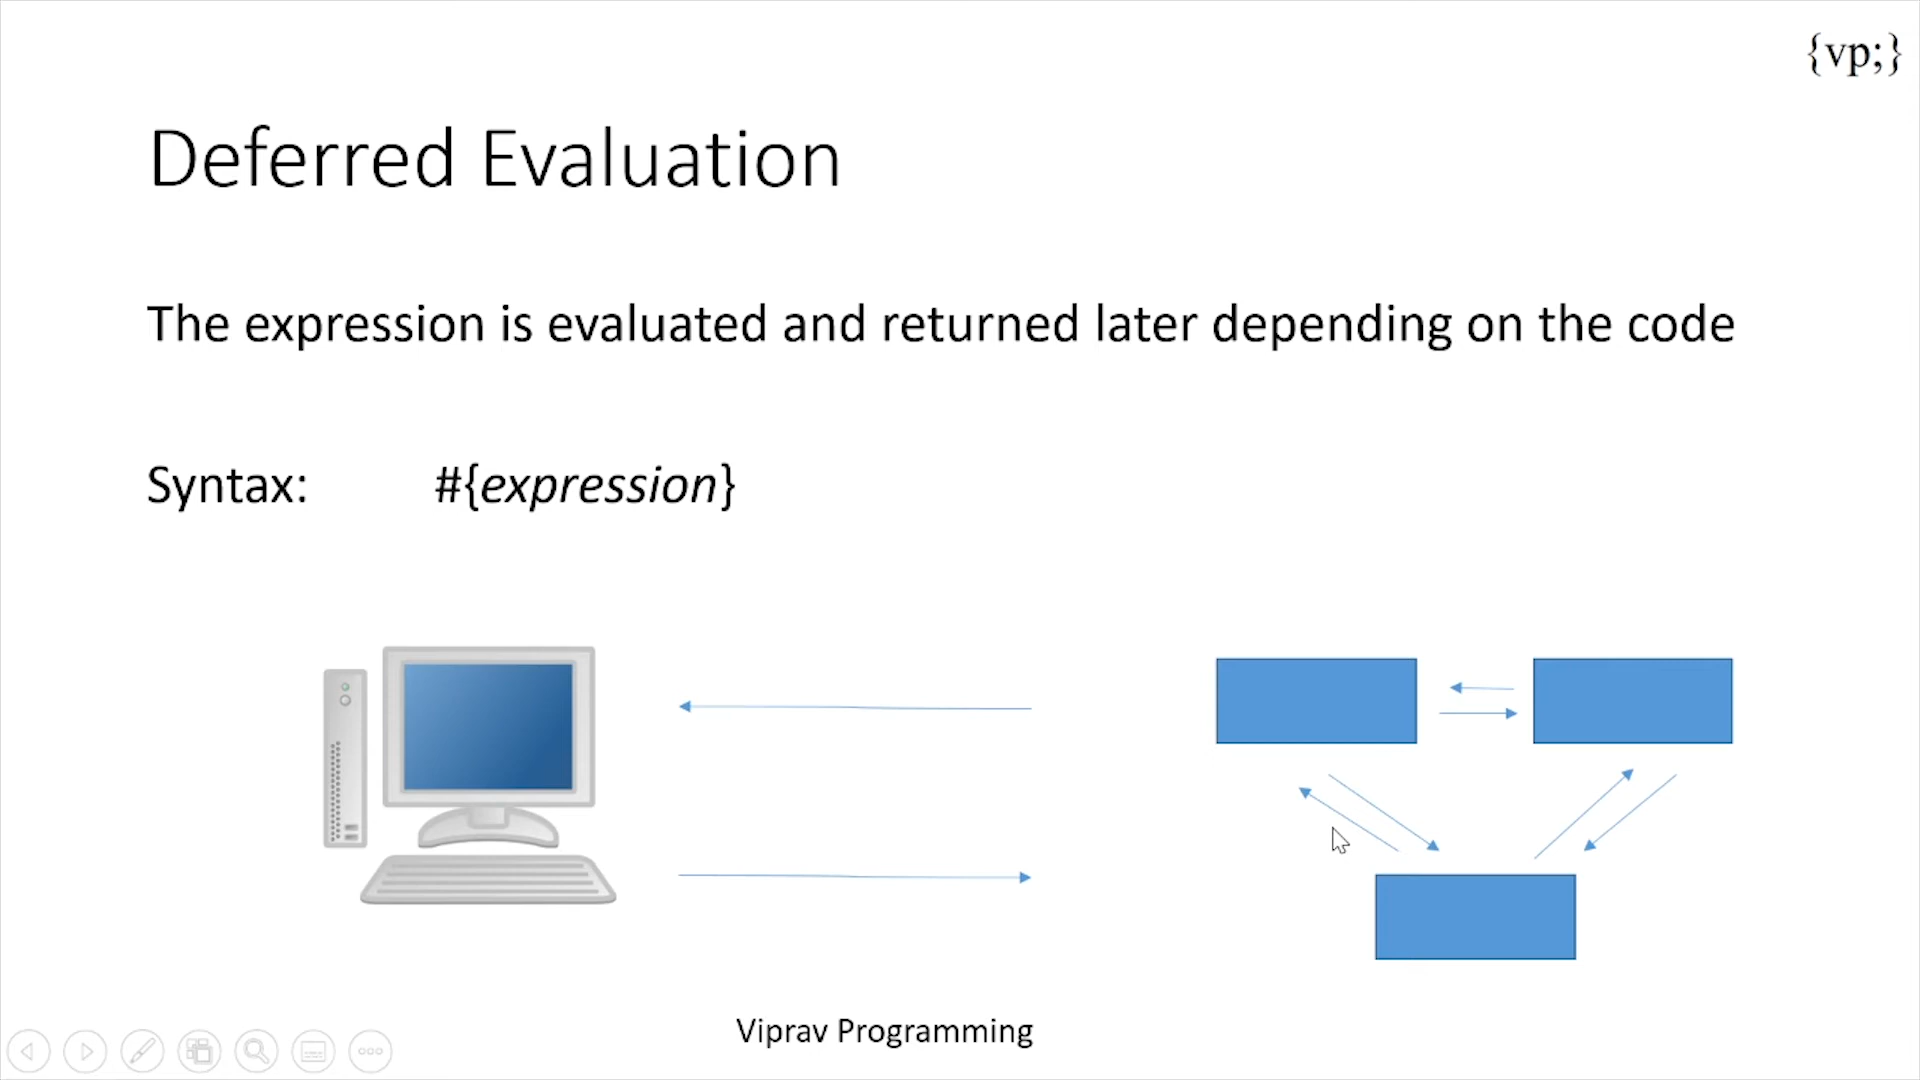 {vp;}
Deferred Evaluation
The expression is evaluated and returned later depending on the code
Syntax: #{expression}
Viprav Programming